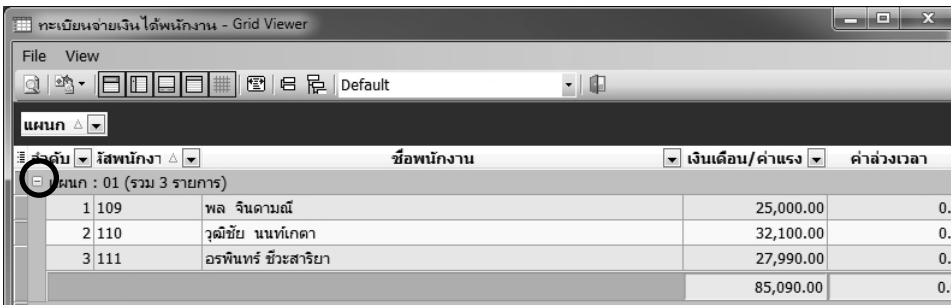 ทะเบียนจ่ายเงินได้พนักงาน - Grid Viewer
File View
Default
แผนก
ลำดับ รัสพนักงา ชื่อพนักงาน เงินเดือน/ค่าแรง ค่าล่วงเวลา
แผนก : 01 (รวม 3 รายการ)
1 109 พล จินดามณี 25,000.00 0.
2 110 วุฒิชัย นนท์เกตา 32,100.00 0.
3 111 อรพินทร์ ชีวะสาริยา 27,990.00 0.
85,090.00 0.